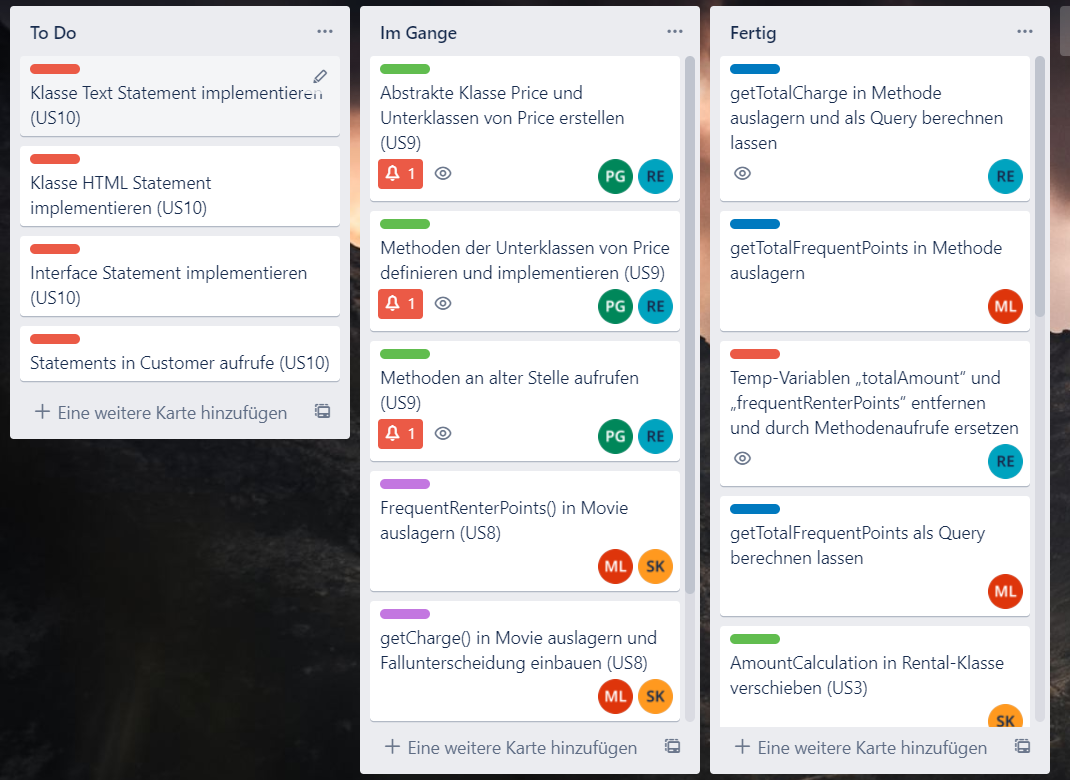 To Do
Klasse Text Statement implementieren
(US10)
Klasse HTML Statement
implementieren (US10)
Interface Statement implementieren
(US10)
Statements in Customer aufrufe (US10)
Eine weitere Karte hinzufügen
Im Gange
Abstrakte Klasse Price und
Unterklassen von Price erstellen
(US9)
1
PG RE
Methoden der Unterklassen von Price
definieren und implementieren (US9)
1
PG RE
Methoden an alter Stelle aufrufen
(US9)
1
PG RE
FrequentRenterPoints() in Movie
auslagern (US8)
ML SK
getCharge() in Movie auslagern und
Fallunterscheidung einbauen (US8)
ML SK
Eine weitere Karte hinzufügen
Fertig
getTotalCharge in Methode
auslagern und als Query berechnen
lassen
RE
getTotalFrequentPoints in Methode
auslagern
ML
Temp-Variablen „totalAmount“ und
„frequentRenterPoints“ entfernen
und durch Methodenaufrufe ersetzen
RE
getTotalFrequentPoints als Query
berechnen lassen
ML
AmountCalculation in Rental-Klasse
verschieben (US3)
SK
Eine weitere Karte hinzufügen